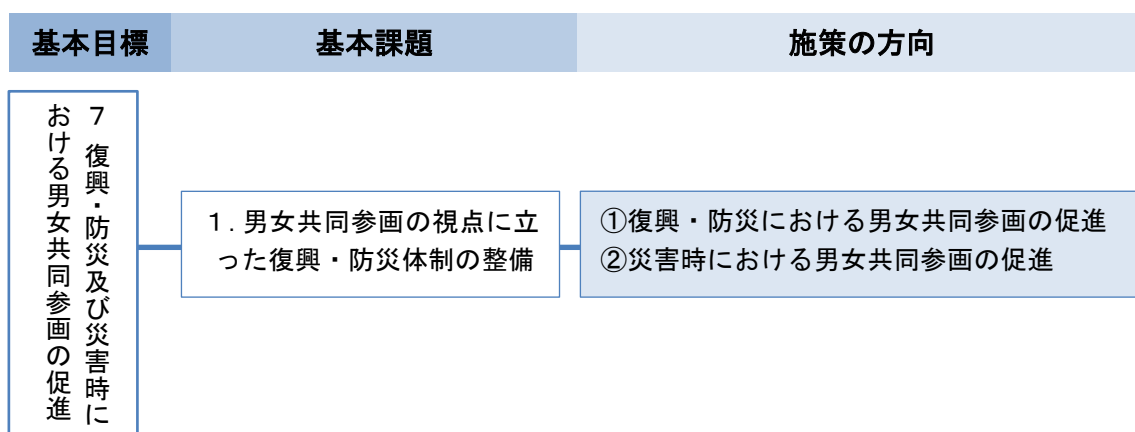 基本目標
基本課題
施策の方向
7 復興・防災及び災害時に
おける男女共同参画の促進
1.男女共同参画の視点に立
った復興・防災体制の整備
①復興・防災における男女共同参画の促進
②災害時における男女共同参画の促進